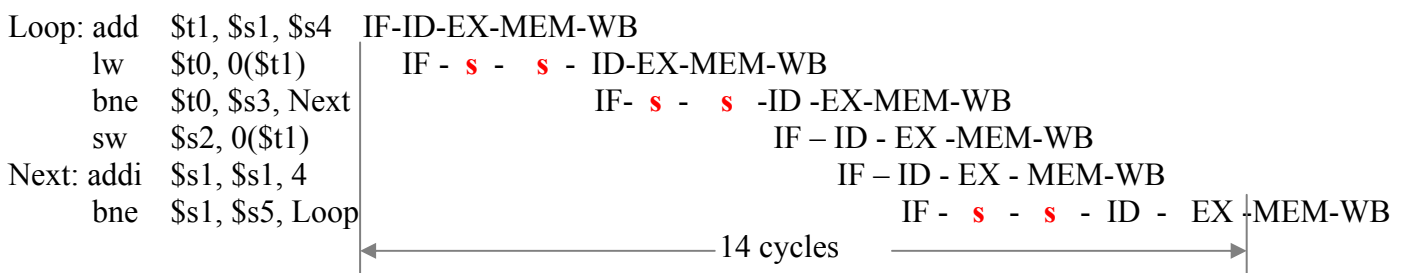 Loop: add $t1, $s1, $s4 IF-ID-EX-MEM-WB
lw $t0, 0($t1) IF - s - s - ID-EX-MEM-WB
bne $t0, $s3, Next IF- s - s -ID -EX-MEM-WB
sw $s2, 0($t1) IF – ID - EX -MEM-WB
Next: addi $s1, $s1, 4 IF – ID - EX - MEM-WB
bne $s1, $s5, Loop IF - s - s - ID - EX -MEM-WB
14 cycles